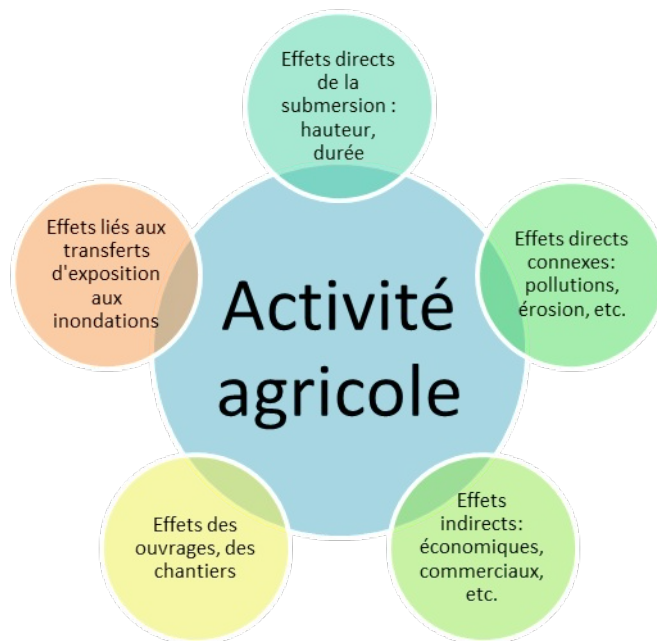 Effets directs
de la
submersion :
hauteur,
durée
Effets liés aux
transferts
d'exposition
aux
inondations
Effets directs
connexes:
pollutions,
érosion, etc.
Activité
agricole
Effets des
ouvrages, des
chantiers
Effets
indirects:
économiques,
commerciaux,
etc.